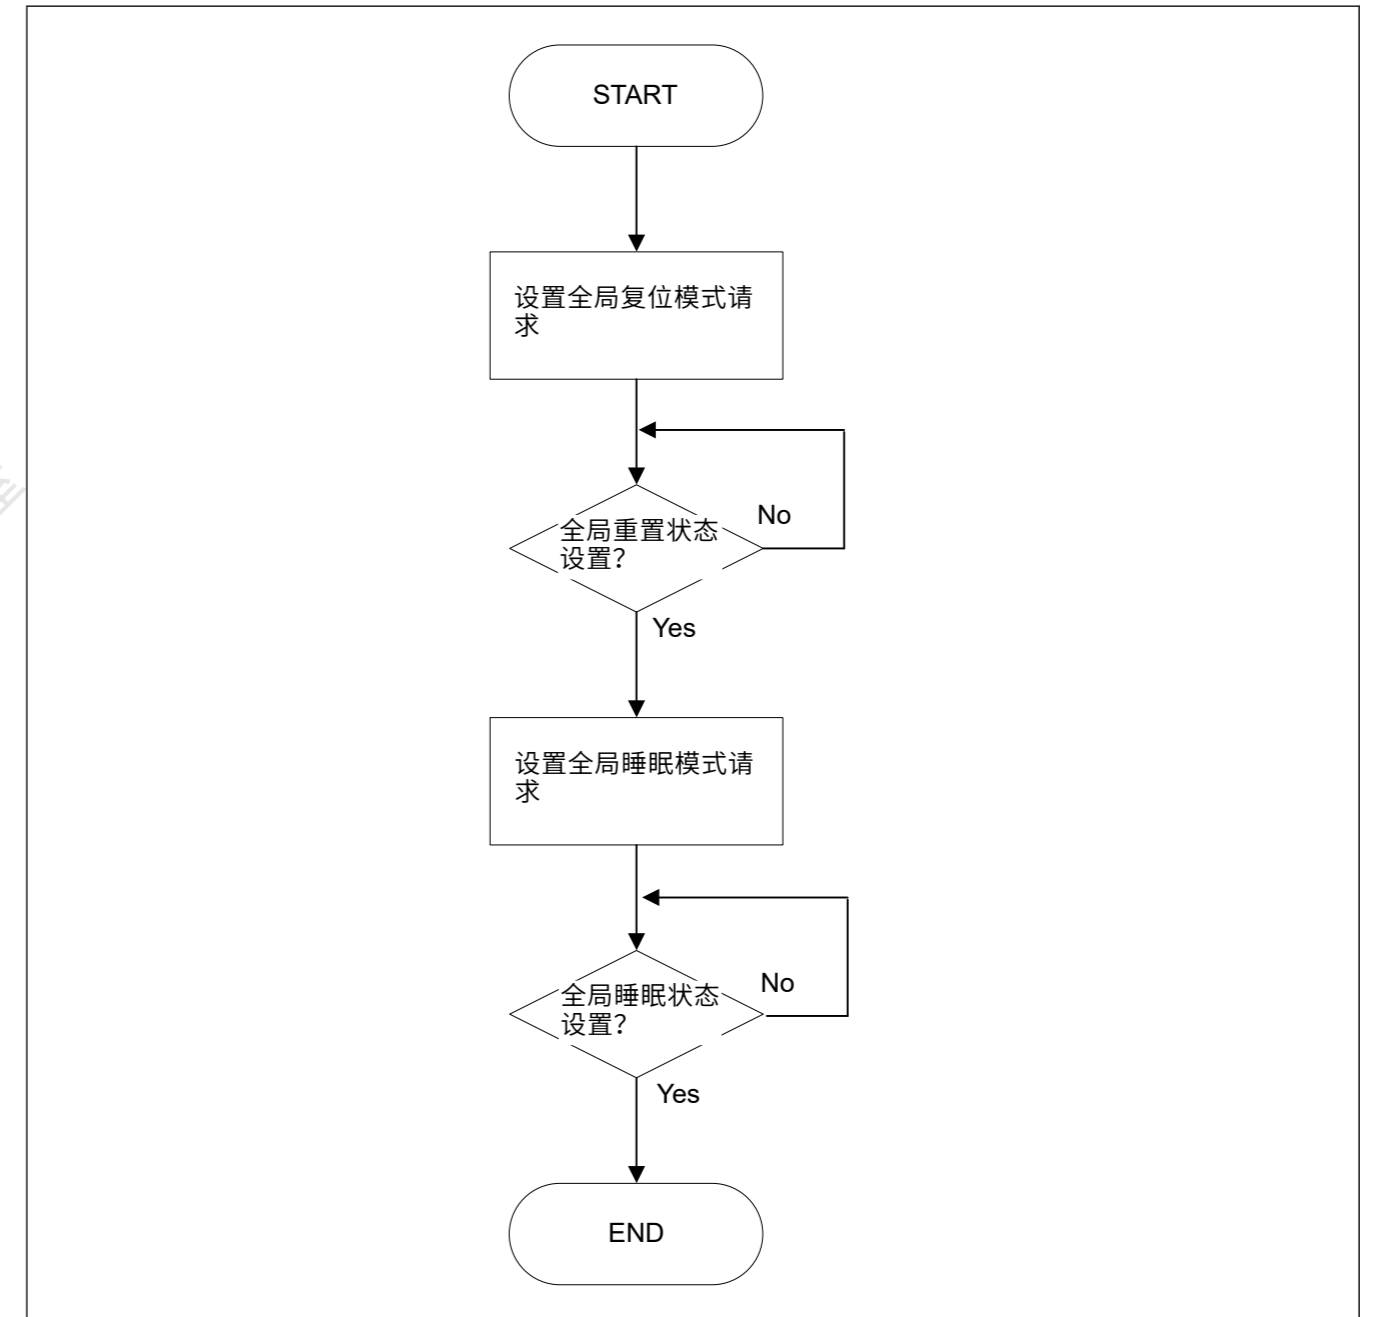 START
设置全局复位模式请
求
No
全局重置状态
设置？
Yes
设置全局睡眠模式请
求
No
全局睡眠状态
设置？
Yes
END